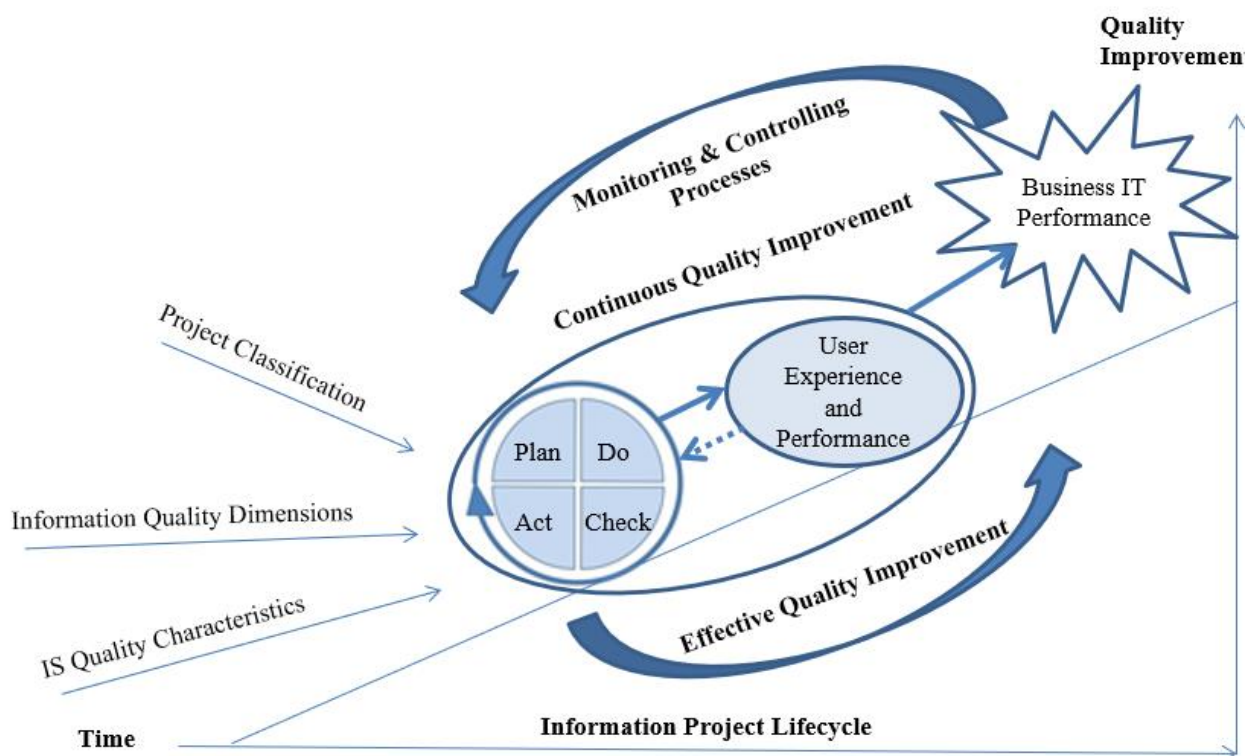 Quality
Improvement
Monitoring & Controlling
Processes
Business IT
Performance
Continuous Quality Improvement
Project Classification
User
Experience
and
Performance
Plan
Do
Act
Check
Information Quality Dimensions
Effective Quality Improvement
IS Quality Characteristics
Information Project Lifecycle
Time